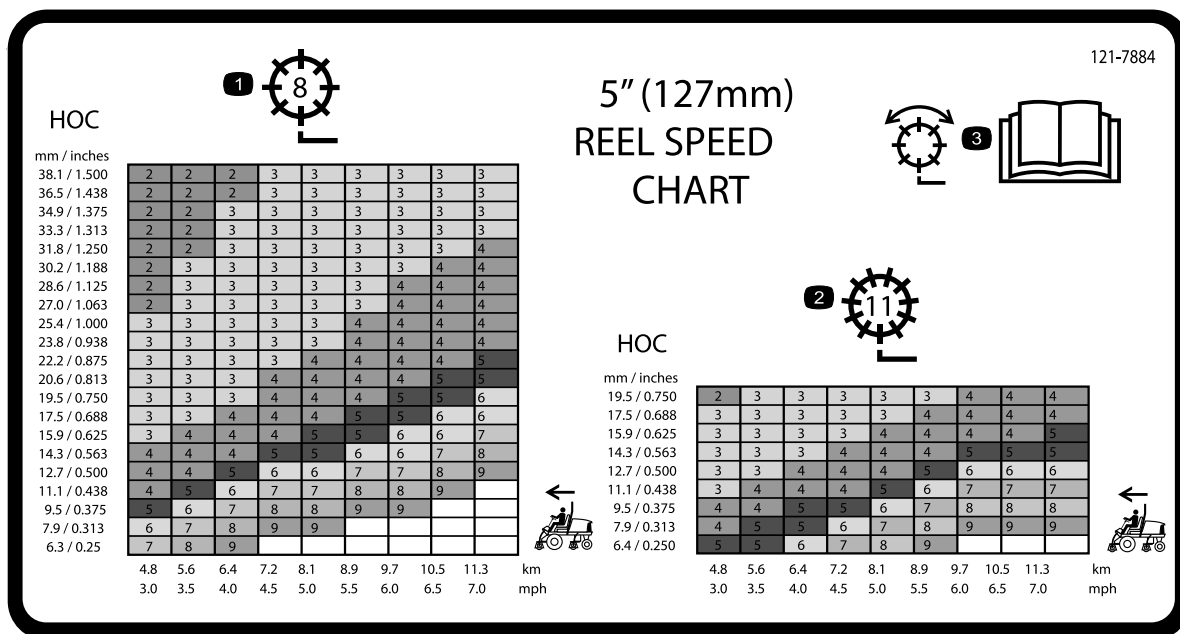 121-7884
5" (127mm)
REEL SPEED
CHART
1
8
HOC
mm / inches
38.1 / 1.500 2 2 2 3 3 3 3 3 3
36.5 / 1.438 2 2 2 3 3 3 3 3 3
34.9 / 1.375 2 2 3 3 3 3 3 3 3
33.3 / 1.313 2 2 3 3 3 3 3 3 3
31.8 / 1.250 2 2 3 3 3 3 3 3 4
30.2 / 1.188 2 3 3 3 3 3 3 4 4
28.6 / 1.125 2 3 3 3 3 3 4 4 4
27.0 / 1.063 2 3 3 3 3 3 4 4 4
25.4 / 1.000 3 3 3 3 3 4 4 4 4
23.8 / 0.938 3 3 3 3 3 4 4 4 4
22.2 / 0.875 3 3 3 3 4 4 4 4 5
20.6 / 0.813 3 3 3 4 4 4 4 5 5
19.5 / 0.750 3 3 3 4 4 4 5 5 6
17.5 / 0.688 3 3 4 4 4 5 5 6 6
15.9 / 0.625 3 4 4 4 5 5 6 6 7
14.3 / 0.563 4 4 4 5 5 6 6 7 8
12.7 / 0.500 4 4 5 6 6 7 7 8 9
11.1 / 0.438 4 5 6 7 7 8 8 9
9.5 / 0.375 5 6 7 8 8 9 9
7.9 / 0.313 6 7 8 9 9
6.3 / 0.25 7 8 9
4.8 5.6 6.4 7.2 8.1 8.9 9.7 10.5 11.3 km
3.0 3.5 4.0 4.5 5.0 5.5 6.0 6.5 7.0 mph
3
2
11
HOC
mm / inches
19.5 / 0.750 2 3 3 3 3 3 4 4 4
17.5 / 0.688 3 3 3 3 3 4 4 4 4
15.9 / 0.625 3 3 3 3 4 4 4 4 5
14.3 / 0.563 3 3 3 4 4 4 5 5 5
12.7 / 0.500 3 3 4 4 4 5 6 6 6
11.1 / 0.438 3 4 4 4 5 6 7 7 7
9.5 / 0.375 4 4 5 5 6 7 8 8 8
7.9 / 0.313 4 5 5 6 7 8 9 9 9
6.4 / 0.250 5 5 6 7 8 9
4.8 5.6 6.4 7.2 8.1 8.9 9.7 10.5 11.3 km
3.0 3.5 4.0 4.5 5.0 5.5 6.0 6.5 7.0 mph